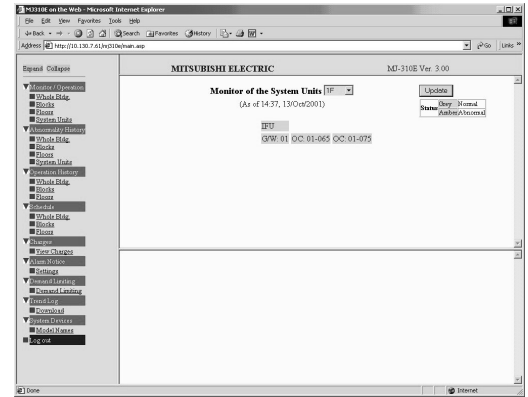 MJ310E on the Web - Microsoft Internet Explorer
File Edit View Favorites Tools Help
Back Search Favorites History
Address http://10.130.7.61/mj310e/main.asp Go Links »
Expand Collapse
MITSUBISHI ELECTRIC MJ-310E Ver. 3.00
Monitor / Operation
Whole Bldg.
Blocks
Floors
System Units
Abnormality History
Whole Bldg.
Blocks
Floors
System Units
Operation History
Whole Bldg.
Blocks
Floors
Schedule
Whole Bldg.
Blocks
Floors
Charges
View Charges
Alarm Notice
Settings
Demand Limiting
Demand Limiting
Trend Log
Download
System Devices
Model Names
Log out
Monitor of the System Units 1F Update
(As of 14:37, 13/Oct/2001)
Status Grey Normal
Amber Abnormal
IFU
G/W: 01 OC: 01-065 OC: 01-075
Done Internet